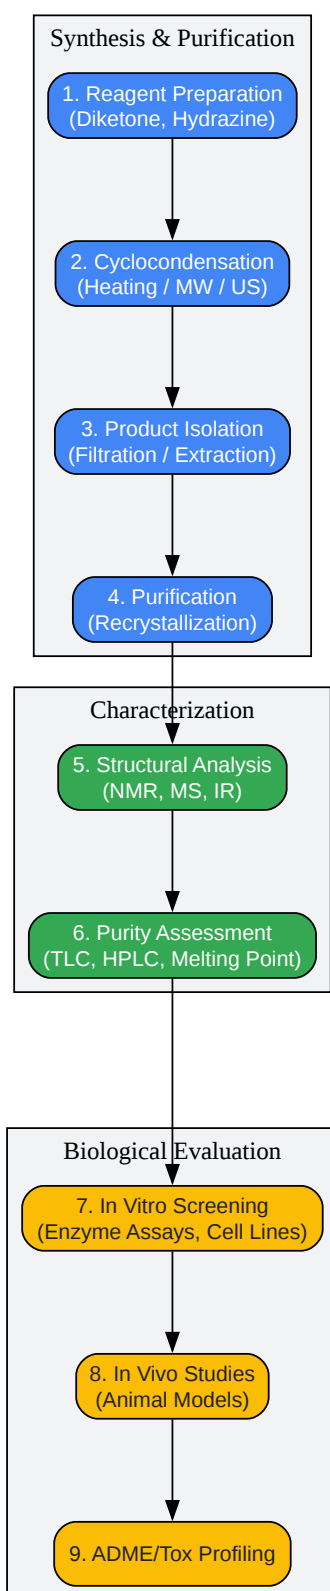 Synthesis & Purification
1. Reagent Preparation
(Diketone, Hydrazine)
2. Cyclocondensation
(Heating / MW / US)
3. Product Isolation
(Filtration / Extraction)
4. Purification
(Recrystallization)
Characterization
5. Structural Analysis
(NMR, MS, IR)
6. Purity Assessment
(TLC, HPLC, Melting Point)
Biological Evaluation
7. In Vitro Screening
(Enzyme Assays, Cell Lines)
8. In Vivo Studies
(Animal Models)
9. ADME/Tox Profiling